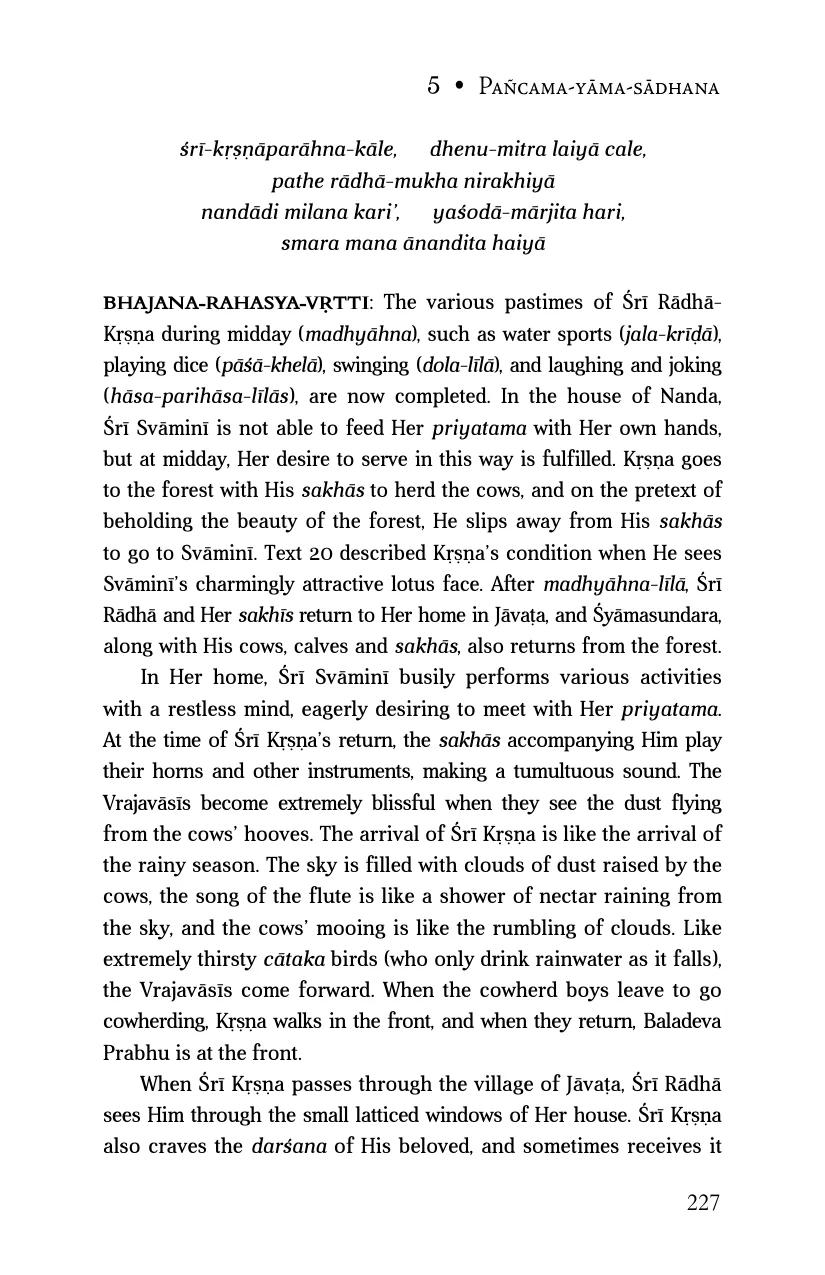 5 • Pañcama-yāma-sādhana
śrī-kṛṣṇāparāhna-kāle, dhenu-mitra laiyā cale,
pathe rādhā-mukha nirakhiyā
nandādi milana kari’, yaśodā-mārjita hari,
smara mana ānandita haiyā
BHAJANA-RAHASYA-VṚTTI: The various pastimes of Śrī Rādhā-
Kṛṣṇa during midday (madhyāhna), such as water sports (jala-krīḍā),
playing dice (pāśā-khelā), swinging (dola-līlā), and laughing and joking
(hāsa-parihāsa-līlās), are now completed. In the house of Nanda,
Śrī Svāminī is not able to feed Her priyatama with Her own hands,
but at midday, Her desire to serve in this way is fulfilled. Kṛṣṇa goes
to the forest with His sakhās to herd the cows, and on the pretext of
beholding the beauty of the forest, He slips away from His sakhās
to go to Svāminī. Text 20 described Kṛṣṇa’s condition when He sees
Svāminī’s charmingly attractive lotus face. After madhyāhna-līlā, Śrī
Rādhā and Her sakhīs return to Her home in Jāvaṭa, and Śyāmasundara,
along with His cows, calves and sakhās, also returns from the forest.
In Her home, Śrī Svāminī busily performs various activities
with a restless mind, eagerly desiring to meet with Her priyatama.
At the time of Śrī Kṛṣṇa’s return, the sakhās accompanying Him play
their horns and other instruments, making a tumultuous sound. The
Vrajavāsīs become extremely blissful when they see the dust flying
from the cows’ hooves. The arrival of Śrī Kṛṣṇa is like the arrival of
the rainy season. The sky is filled with clouds of dust raised by the
cows, the song of the flute is like a shower of nectar raining from
the sky, and the cows’ mooing is like the rumbling of clouds. Like
extremely thirsty cātaka birds (who only drink rainwater as it falls),
the Vrajavāsīs come forward. When the cowherd boys leave to go
cowherding, Kṛṣṇa walks in the front, and when they return, Baladeva
Prabhu is at the front.
When Śrī Kṛṣṇa passes through the village of Jāvaṭa, Śrī Rādhā
sees Him through the small latticed windows of Her house. Śrī Kṛṣṇa
also craves the darśana of His beloved, and sometimes receives it
227